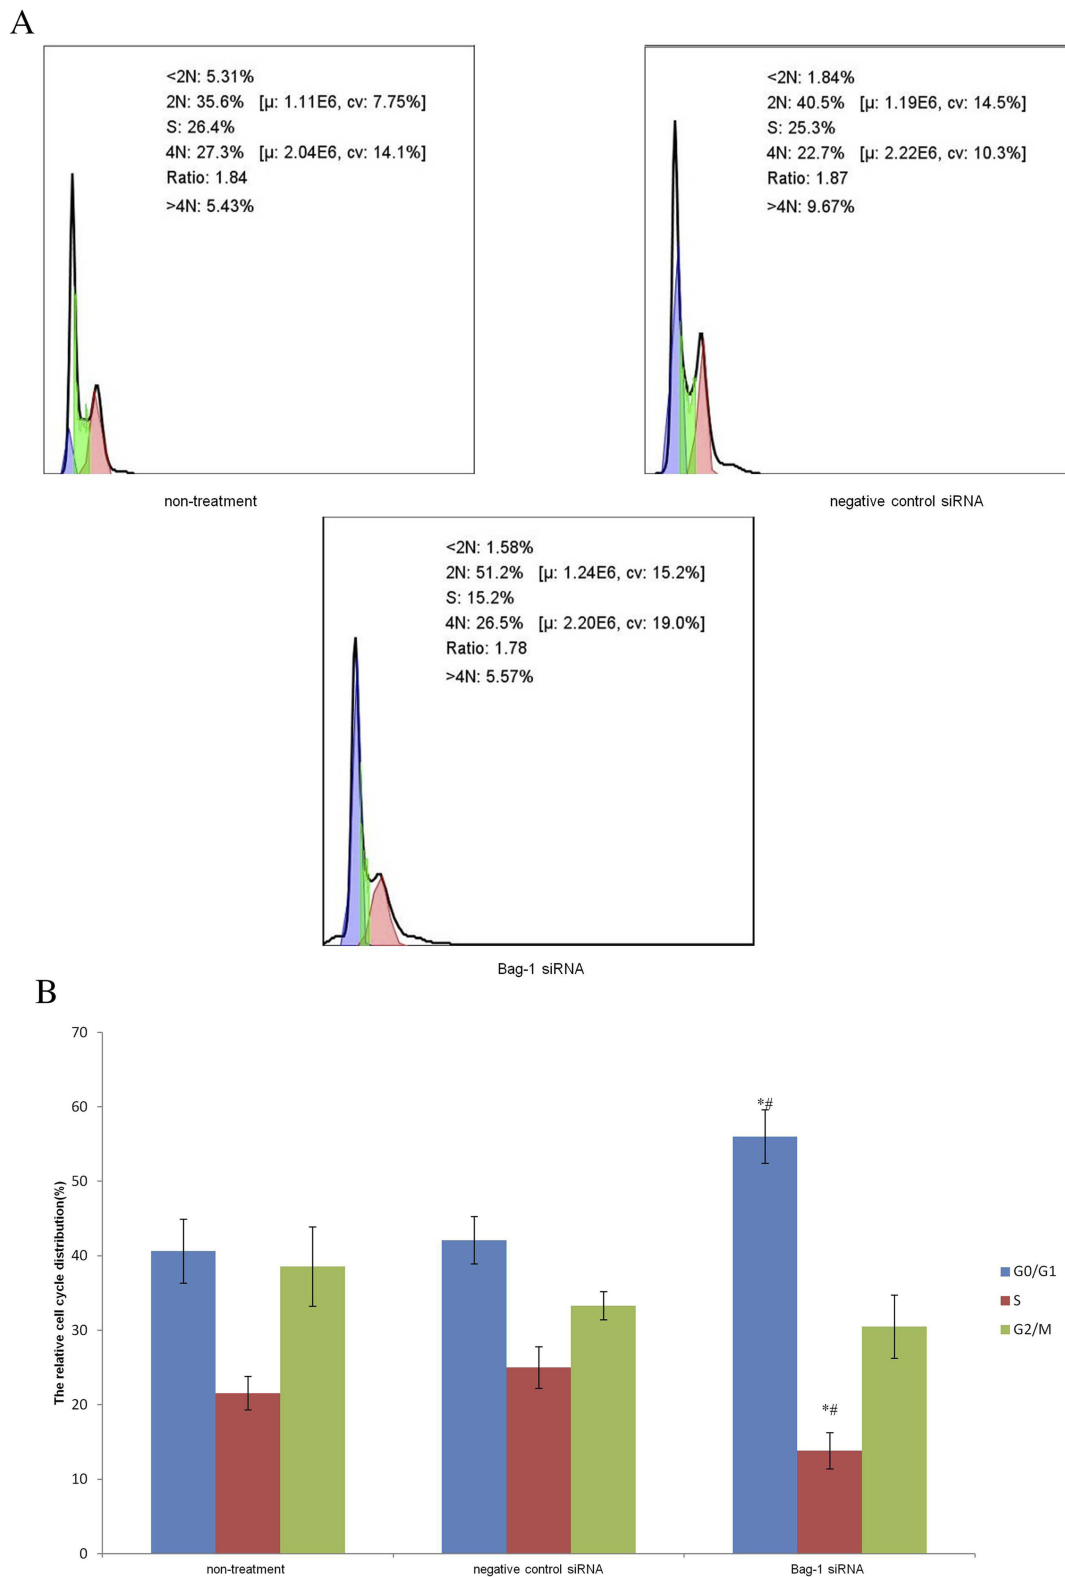 A
<2N: 5.31%
2N: 35.6% [µ: 1.11E6, cv: 7.75%]
S: 26.4%
4N: 27.3% [µ: 2.04E6, cv: 14.1%]
Ratio: 1.84
>4N: 5.43%
non-treatment
<2N: 1.84%
2N: 40.5% [µ: 1.19E6, cv: 14.5%]
S: 25.3%
4N: 22.7% [µ: 2.22E6, cv: 10.3%]
Ratio: 1.87
>4N: 9.67%
negative control siRNA
<2N: 1.58%
2N: 51.2% [µ: 1.24E6, cv: 15.2%]
S: 15.2%
4N: 26.5% [µ: 2.20E6, cv: 19.0%]
Ratio: 1.78
>4N: 5.57%
Bag-1 siRNA
B
The relative cell cycle distribution(%)
70
60
50
40
30
20
10
0
*#
*#
non-treatment
negative control siRNA
Bag-1 siRNA
G0/G1
S
G2/M